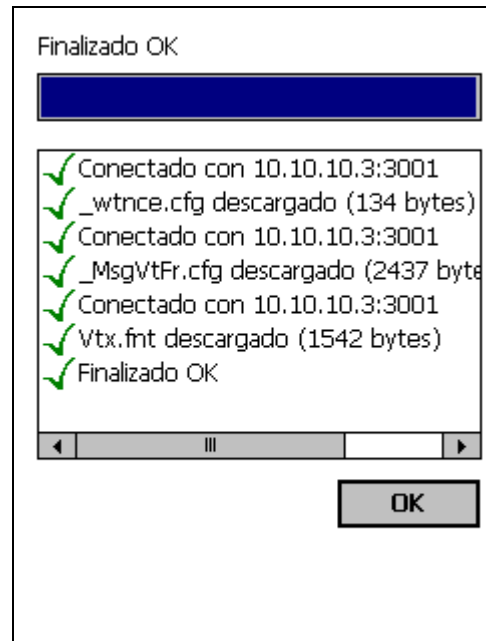 Finalizado OK
Conectado con 10.10.10.3:3001
_wtnce.cfg descargado (134 bytes)
Conectado con 10.10.10.3:3001
_MsgVtFr.cfg descargado (2437 byte
Conectado con 10.10.10.3:3001
Vtx.fnt descargado (1542 bytes)
Finalizado OK
OK